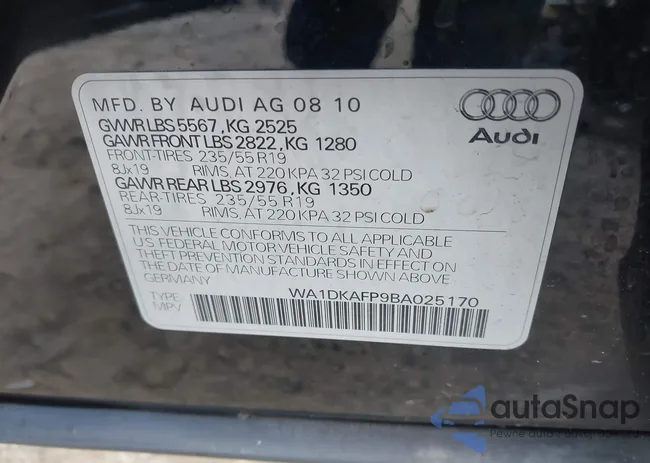 MFD. BY AUDI AG 08 10
GVWR LBS 5567, KG 2525
GAWR FRONT LBS 2822, KG 1280
FRONT-TIRES 235/55 R19
8Jx19 RIMS, AT 220 KPA 32 PSI COLD
GAWR REAR LBS 2976, KG 1350
REAR-TIRES 235/55 R19
8Jx19 RIMS, AT 220 KPA 32 PSI COLD
THIS VEHICLE CONFORMS TO ALL APPLICABLE
U.S FEDERAL MOTOR VEHICLE SAFETY AND
THEFT PREVENTION STANDARDS IN EFFECT ON
THE DATE OF MANUFACTURE SHOWN ABOVE
GERMANY
WA1DKAFP9BA025170
TYPE
MPV
Audi
autoSnap
Pewne auto